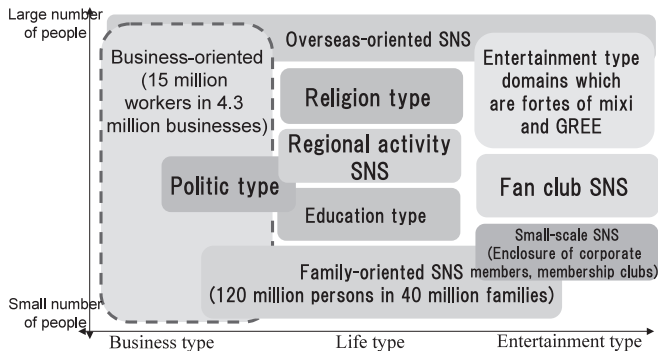 Large number
of people
Overseas-oriented SNS
Business-oriented
(15 million
workers in 4.3
million businesses)
Entertainment type
domains which
are fortes of mixi
and GREE
Religion type
Regional activity
SNS
Politic type
Fan club SNS
Education type
Small-scale SNS
(Enclosure of corporate
members, membership clubs)
Family-oriented SNS
(120 million persons in 40 million families)
Small number
of people
Business type
Life type
Entertainment type